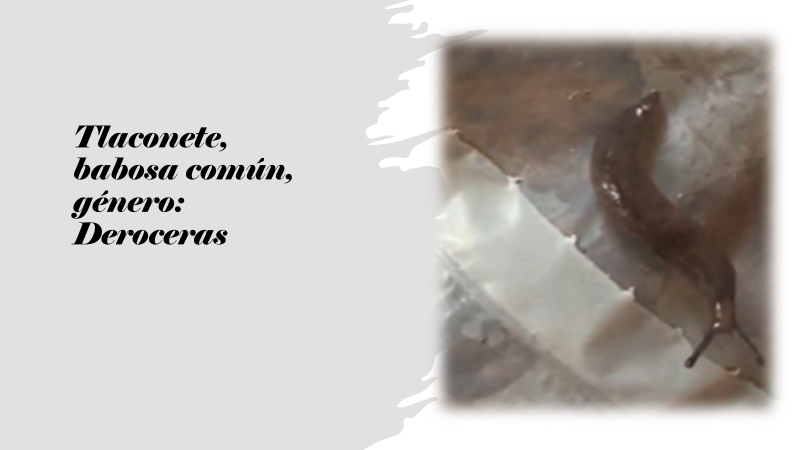 Tlaconete,
babosa común,
género:
Deroceras